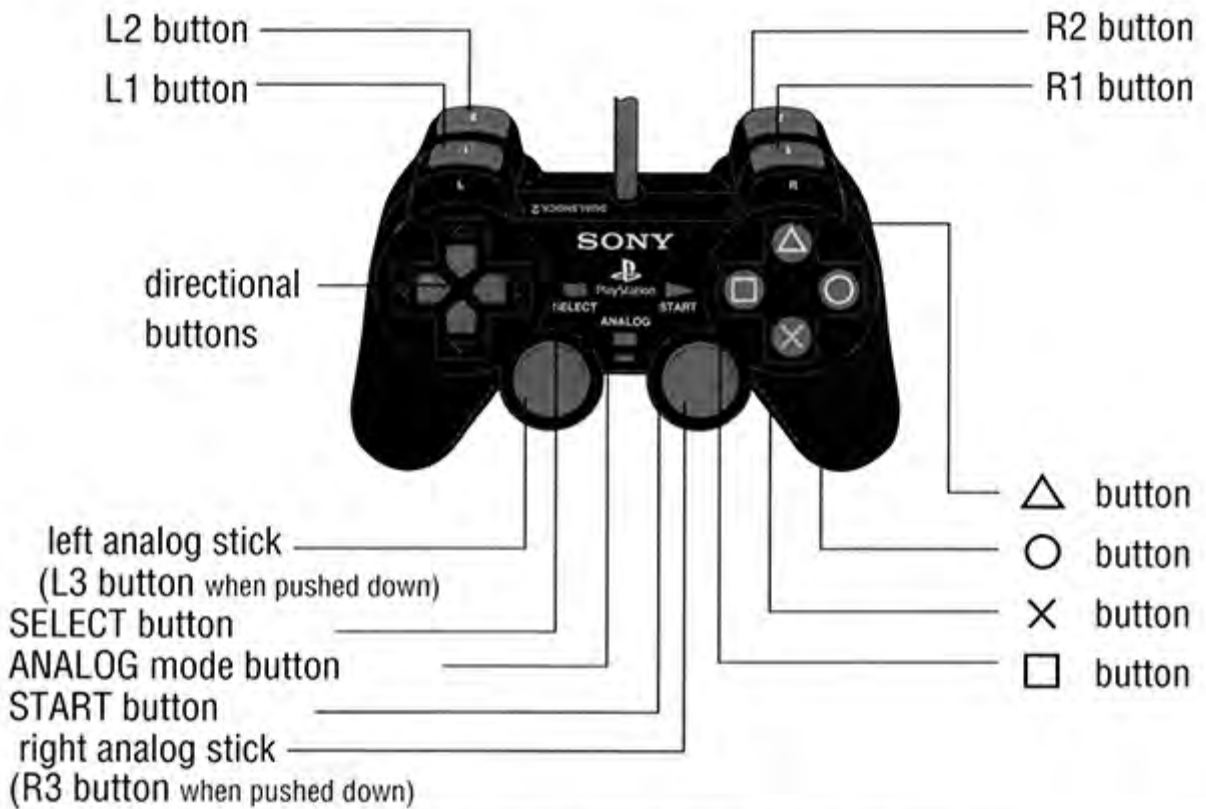 L2 button
R2 button
L1 button
R1 button
L
R
DUALSHOCK 2
SONY
PlayStation
SELECT
START
ANALOG
directional
buttons
△ button
left analog stick
○ button
(L3 button when pushed down)
SELECT button
✕ button
ANALOG mode button
□ button
START button
right analog stick
(R3 button when pushed down)